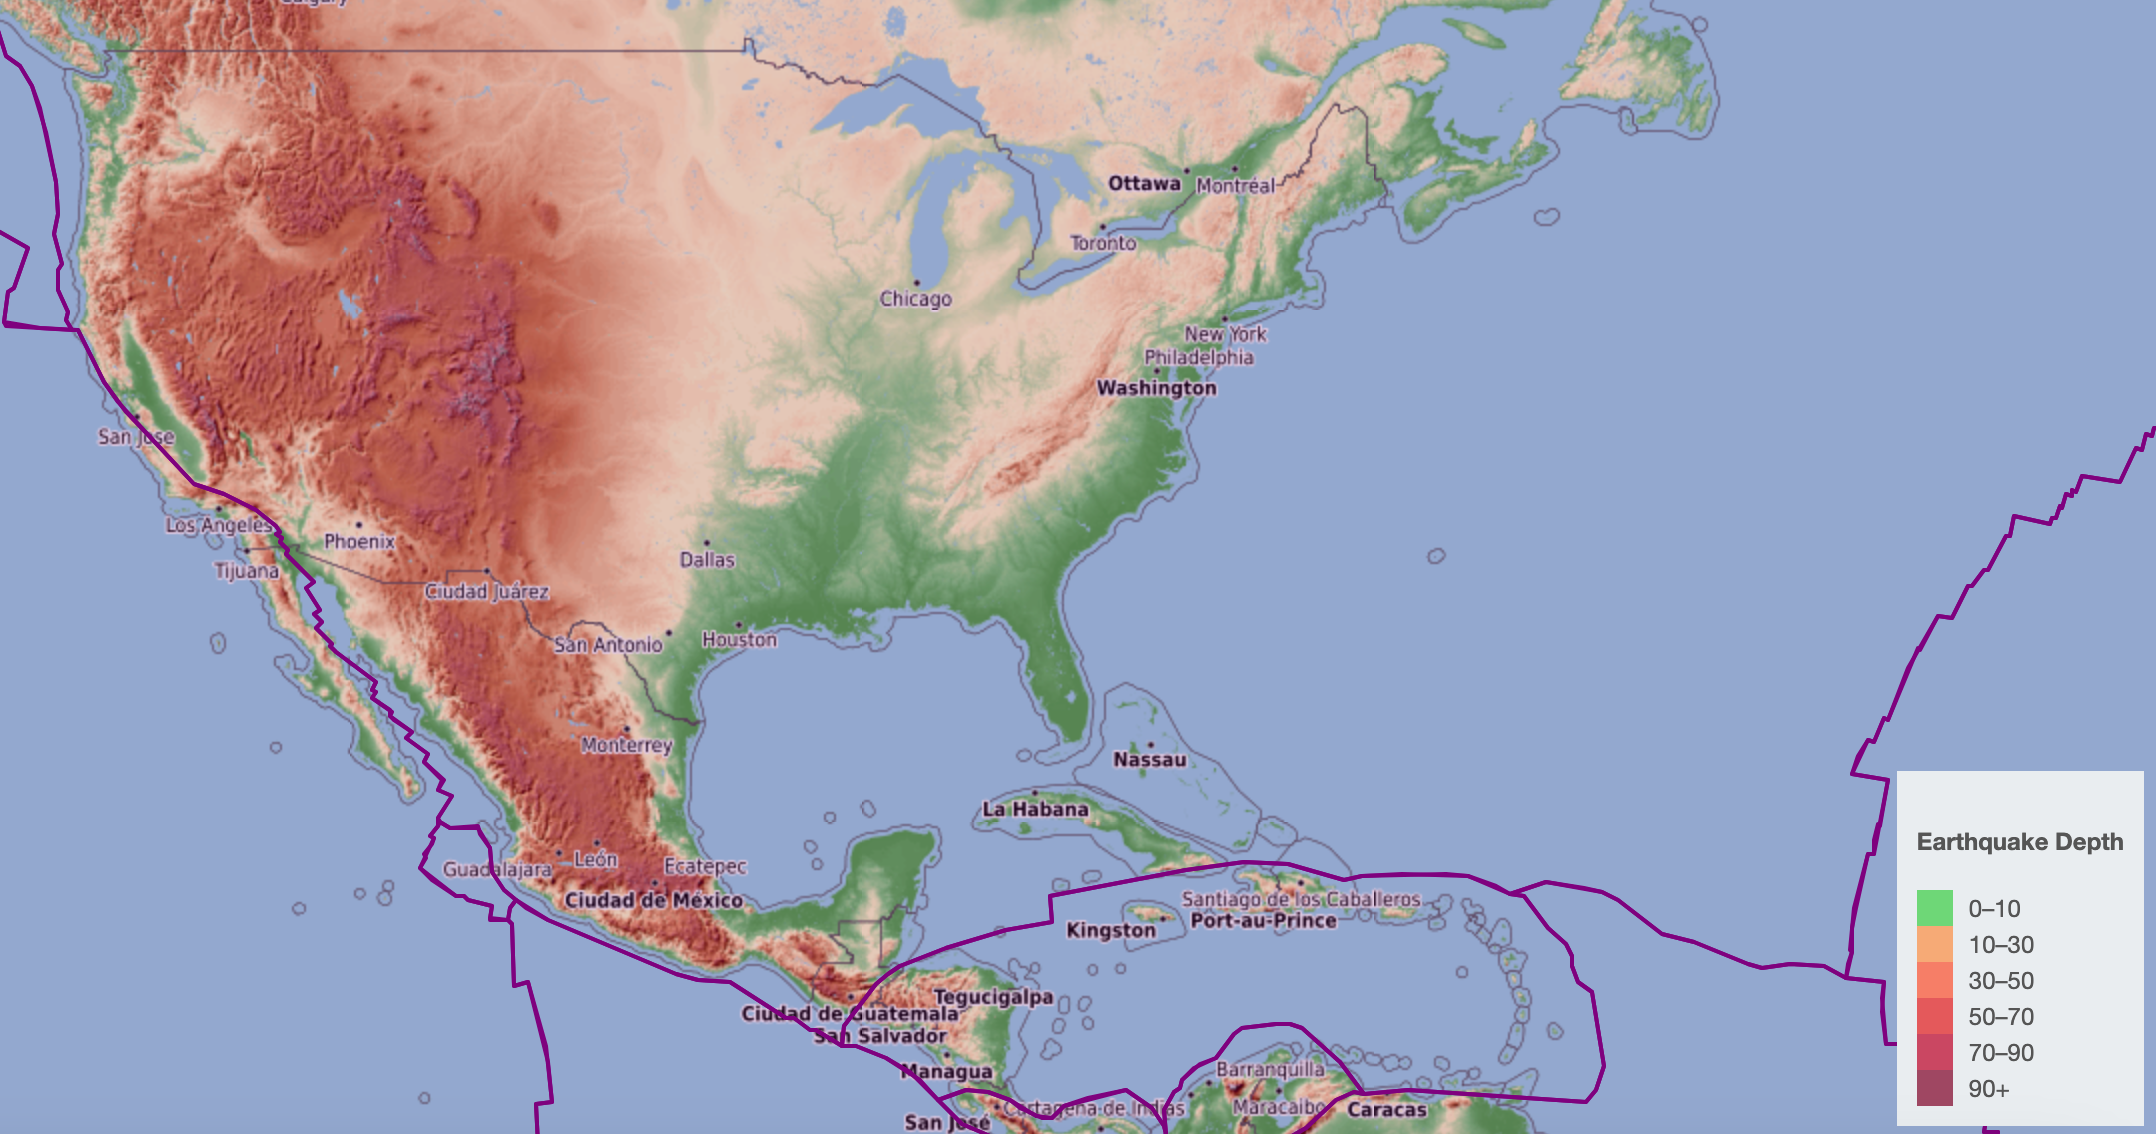 Calgary
Ottawa
Montréal
Toronto
Chicago
New York
Philadelphia
Washington
San Jose
Los Angeles
Phoenix
Tijuana
Ciudad Juárez
Dallas
San Antonio
Houston
Monterrey
Nassau
La Habana
Guadalajara
León
Ecatepec
Ciudad de México
Santiago de los Caballeros
Port-au-Prince
Kingston
Tegucigalpa
Ciudad de Guatemala
San Salvador
Managua
Barranquilla
Cartagena de Indias
Maracaibo
Caracas
San José
Earthquake Depth
0–10
10–30
30–50
50–70
70–90
90+